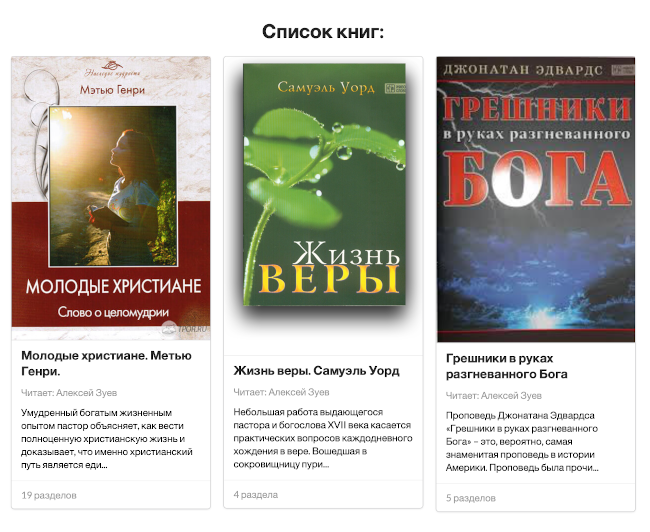 Список книг:
Наследие мудрости
Мэтью Генри
МОЛОДЫЕ ХРИСТИАНЕ
Слово о целомудрии
Молодые христиане. Метью
Генри.
Читает: Алексей Зуев
Умудренный богатым жизненным
опытом пастор объясняет, как вести
полноценную христианскую жизнь и
доказывает, что именно христианский
путь является еди...
19 разделов
Самуэль Уорд
Жизнь
ВЕРЫ
Жизнь веры. Самуэль Уорд
Читает: Алексей Зуев
Небольшая работа выдающегося
пастора и богослова XVII века касается
практических вопросов каждодневного
хождения в вере. Вошедшая в
сокровищницу пури...
4 раздела
ДЖОНАТАН ЭДВАРДС
ГРЕШНИКИ
в руках разгневанного
БОГА
Грешники в руках
разгневанного Бога
Читает: Алексей Зуев
Проповедь Джонатана Эдвардса
«Грешники в руках разгневанного
Бога» – это, вероятно, самая
знаменитая проповедь в истории
Америки. Проповедь была прочи...
5 разделов